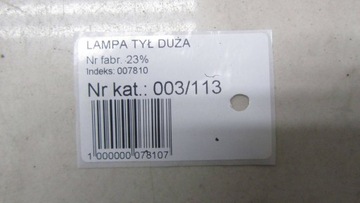 LAMPA TYŁ DUŻA
Nr fabr. 23%
Indeks: 007810
Nr kat.: 003/113
1 000000 078107